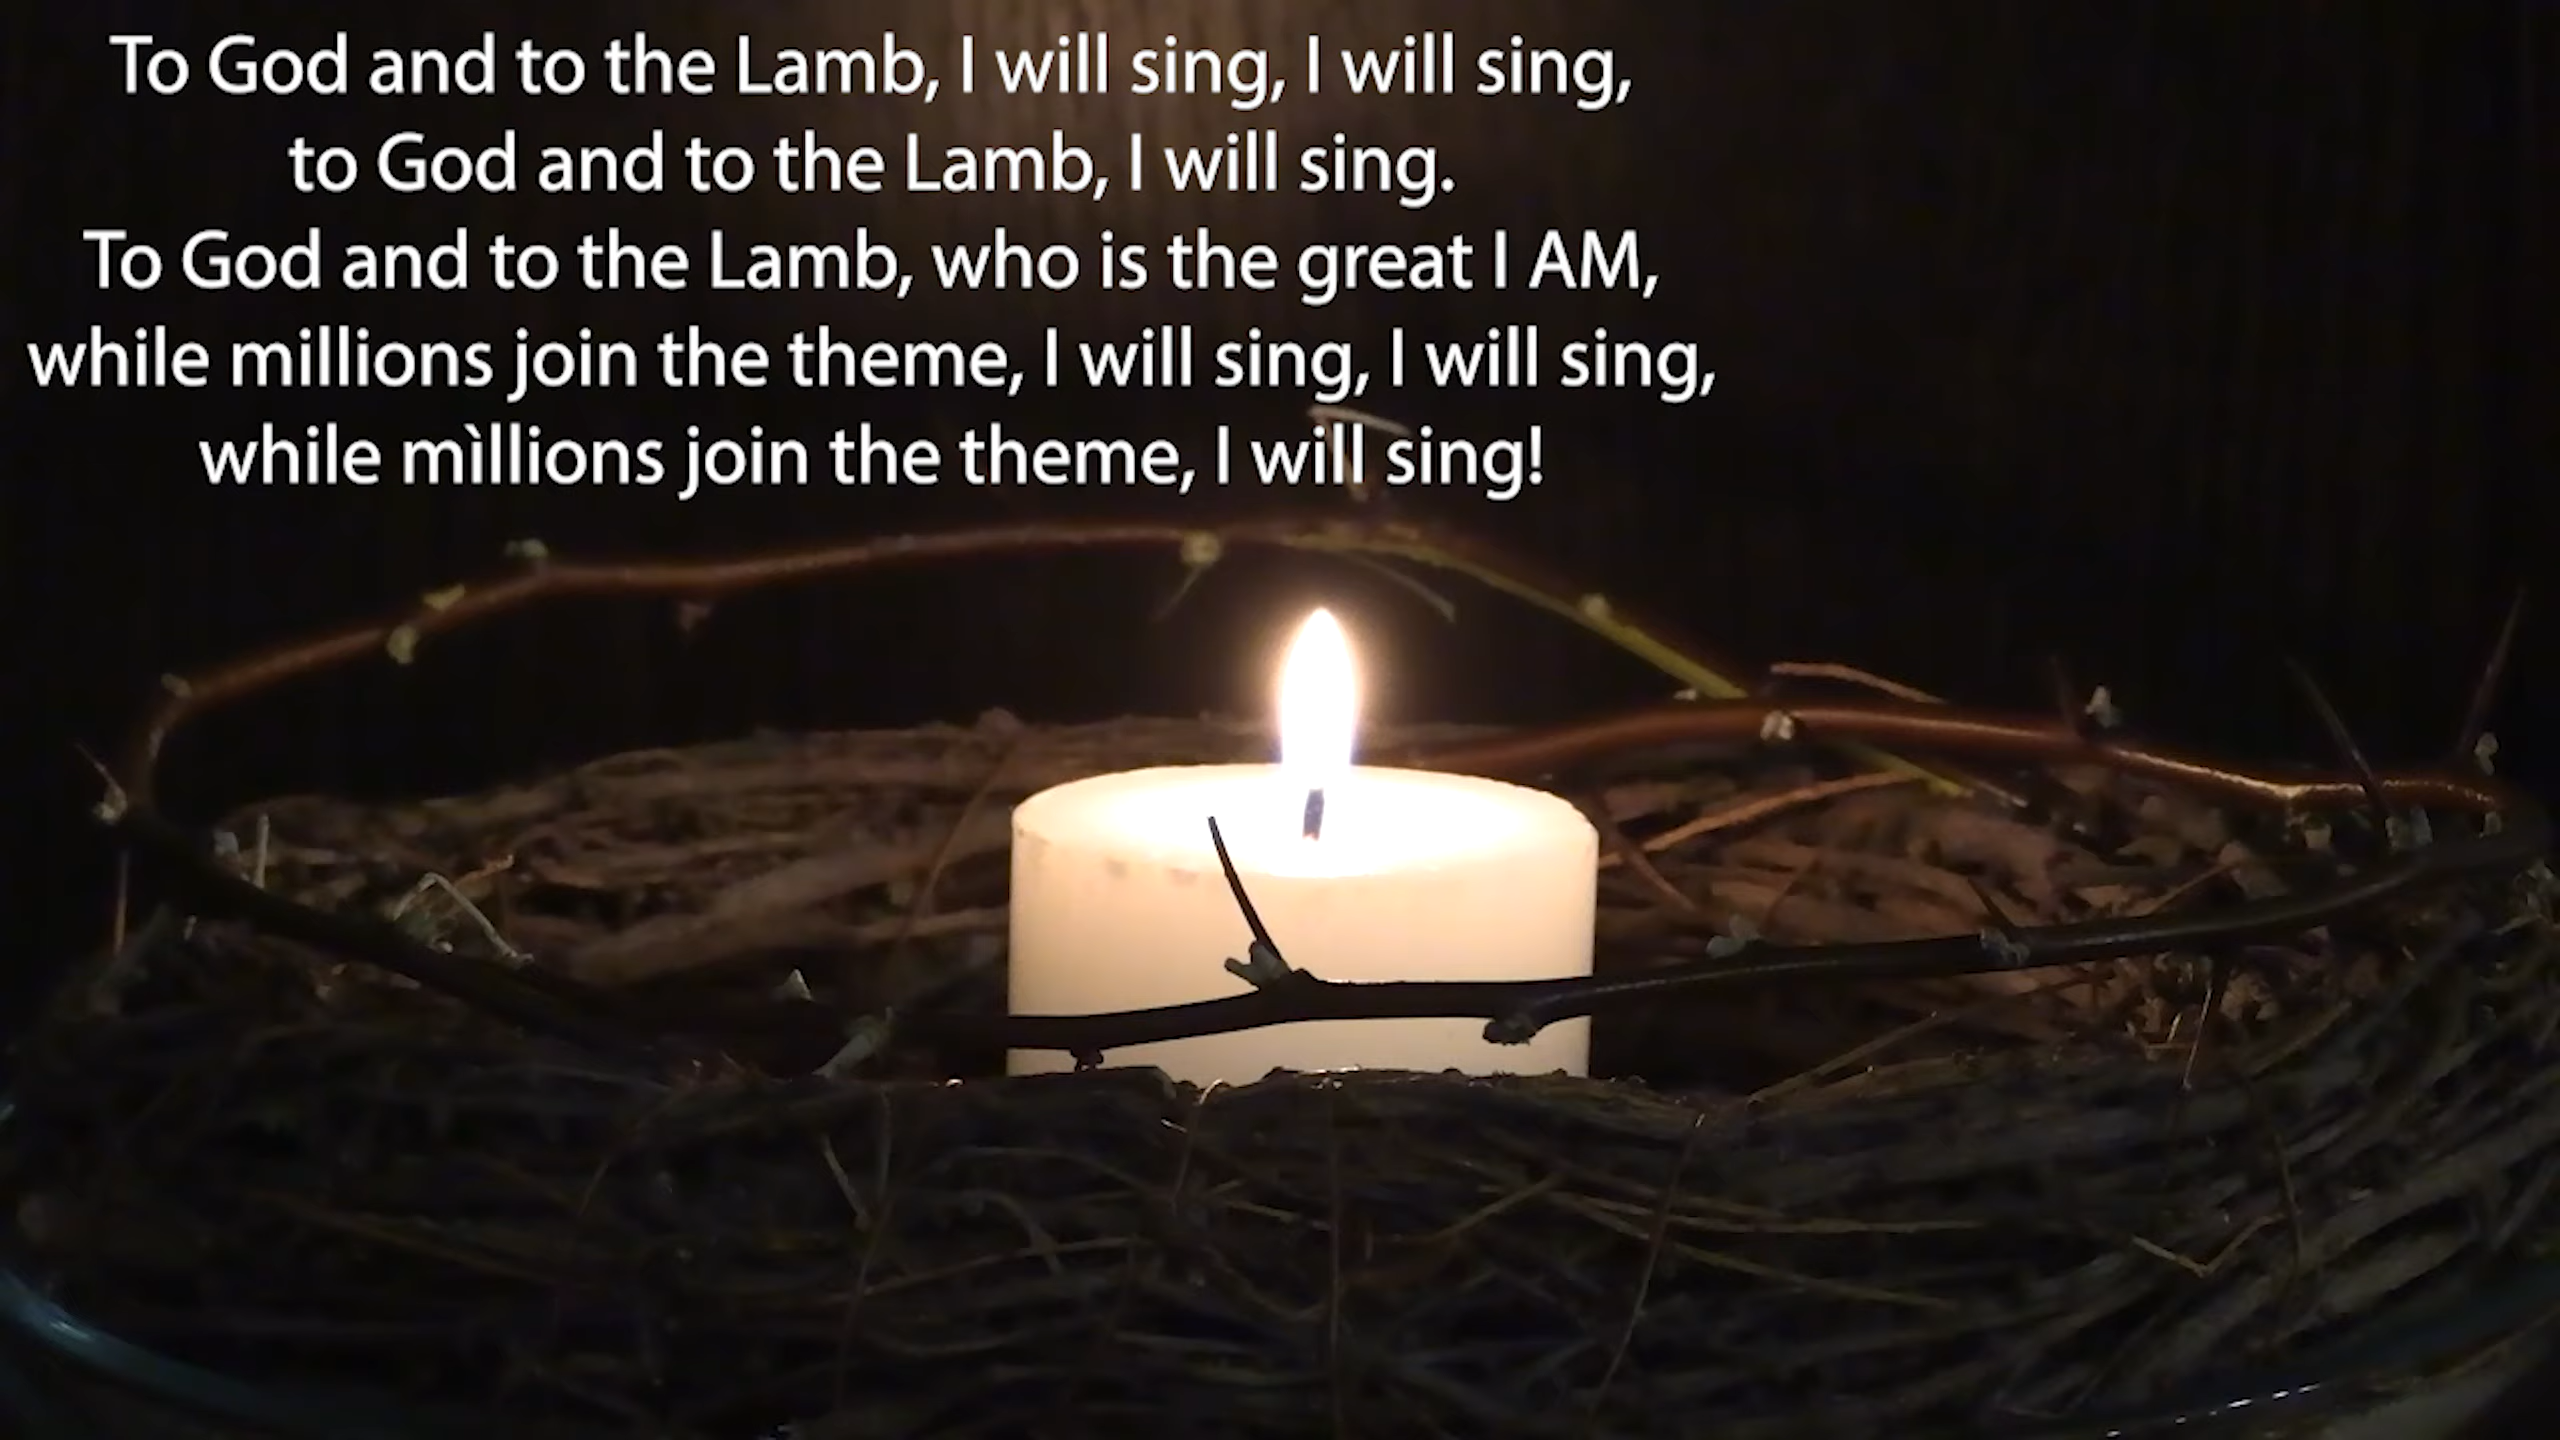 To God and to the Lamb, I will sing, I will sing,
to God and to the Lamb, I will sing.
To God and to the Lamb, who is the great I AM,
while millions join the theme, I will sing, I will sing,
while mìllions join the theme, I will sing!